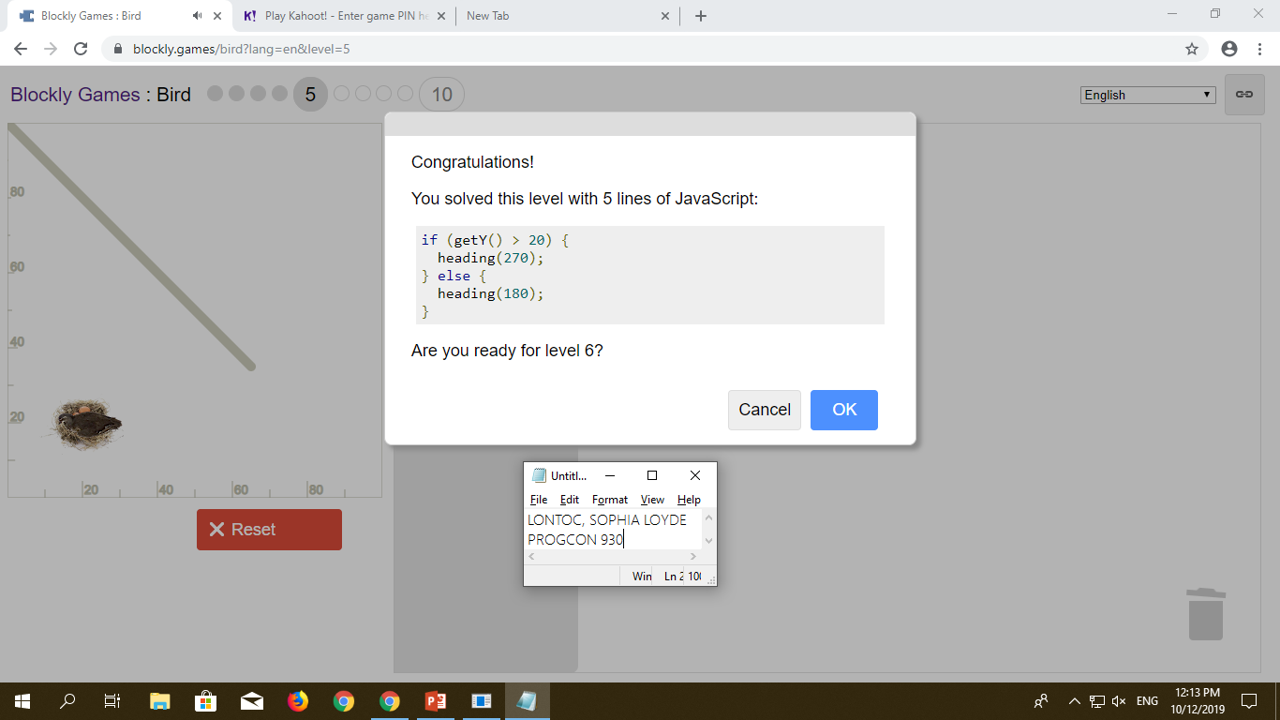 Blockly Games : Bird
Play Kahoot! - Enter game PIN he
New Tab
blockly.games/bird?lang=en&level=5
Blockly Games : Bird
5
10
English
80
60
40
20
20
40
60
80
Reset
Congratulations!
You solved this level with 5 lines of JavaScript:
if (getY() > 20) {
  heading(270);
} else {
  heading(180);
}
Are you ready for level 6?
Cancel
OK
Untitl...
File Edit Format View Help
LONTOC, SOPHIA LOYDE
PROGCON 930
Win Ln 2 100
ENG
12:13 PM
10/12/2019